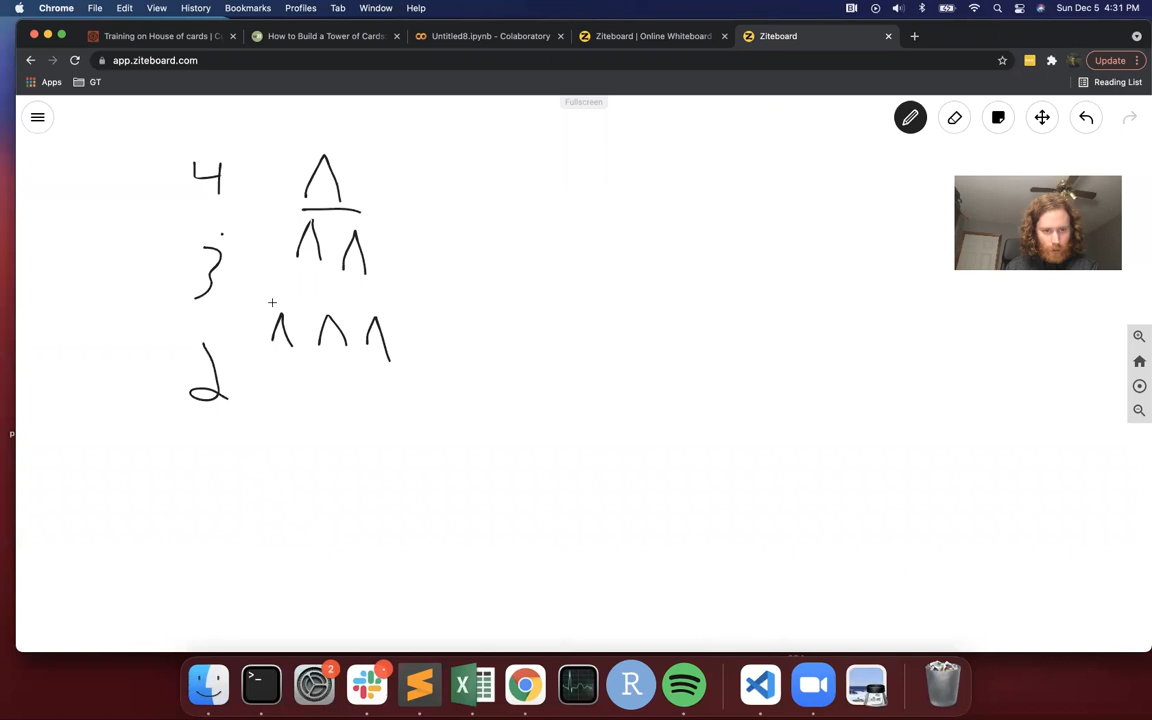 Chrome File Edit View History Bookmarks Profiles Tab Window Help Sun Dec 5 4:31 PM
Training on House of cards | C How to Build a Tower of Cards: Untitled8.ipynb - Colaboratory Ziteboard | Online Whiteboard Ziteboard
app.ziteboard.com Update
Apps GT Reading List
Fullscreen
4
3
2
2
X
R